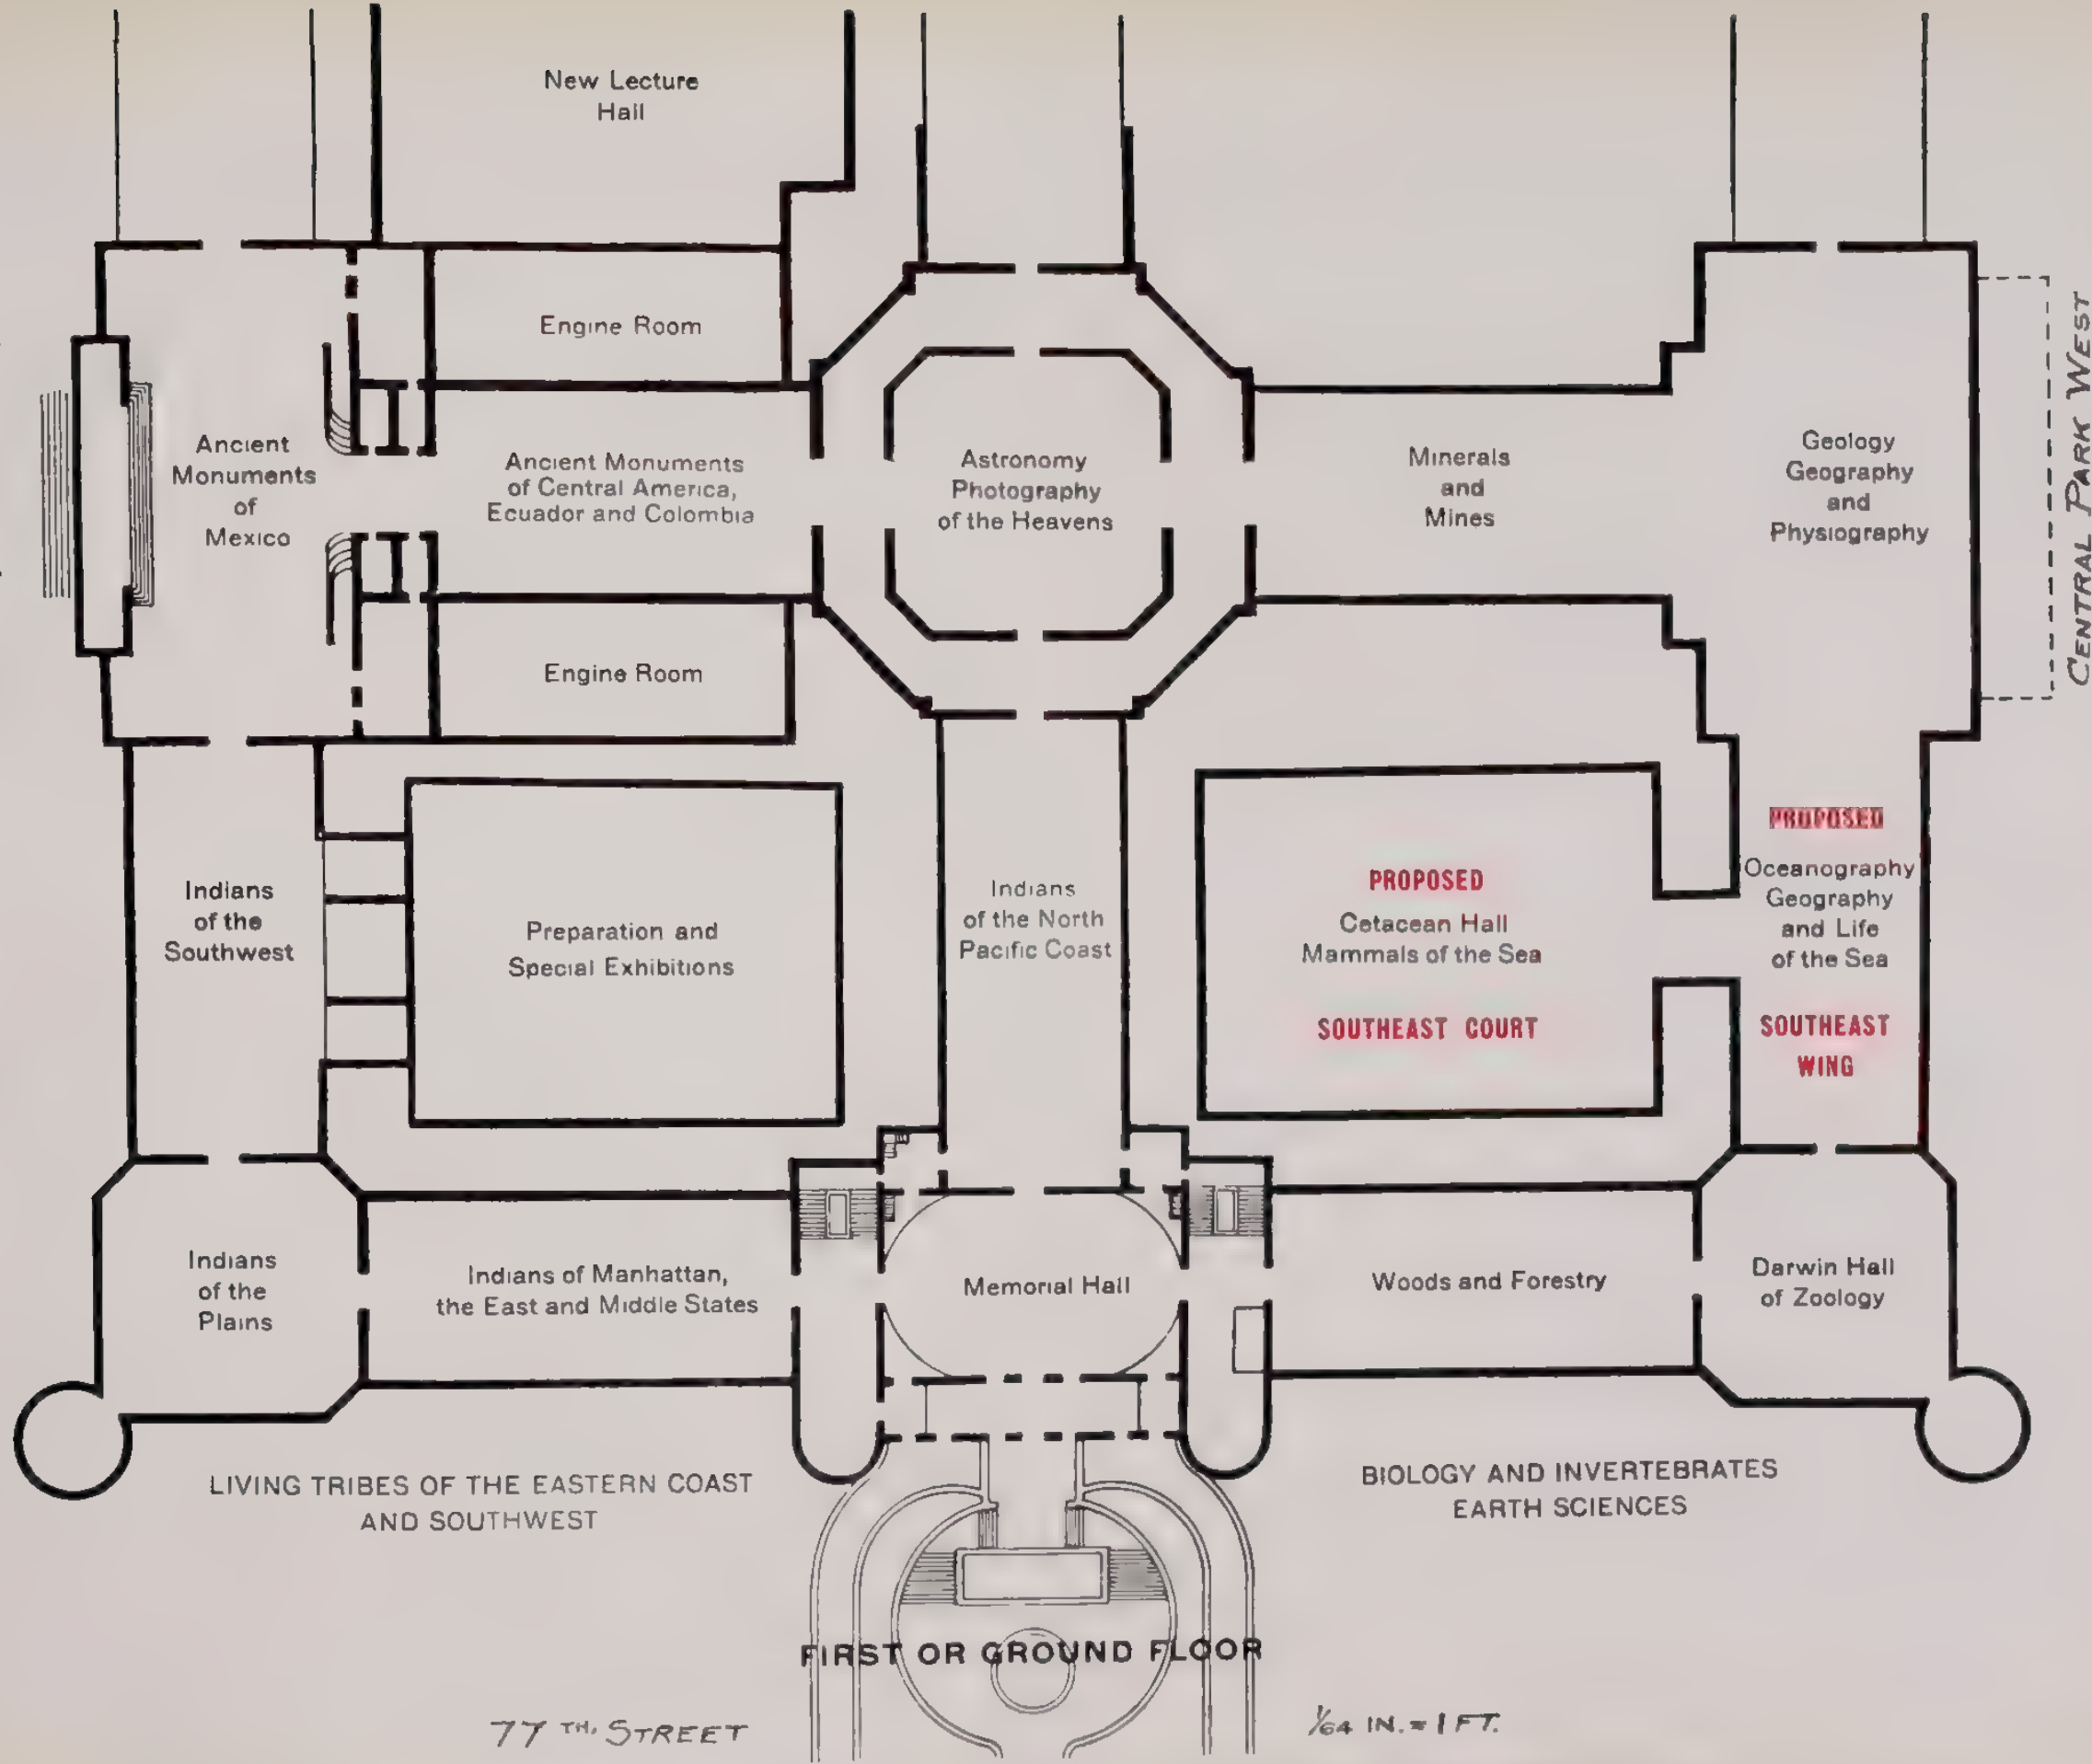 New Lecture
Hall
Engine Room
Ancient
Monuments
of
Mexico
Ancient Monuments
of Central America,
Ecuador and Colombia
Astronomy
Photography
of the Heavens
Minerals
and
Mines
Geology
Geography
and
Physiography
CENTRAL PARK WEST
Engine Room
Indians
of the
Southwest
Preparation and
Special Exhibitions
Indians
of the North
Pacific Coast
PROPOSED
Cetacean Hall
Mammals of the Sea
SOUTHEAST COURT
PROPOSED
Oceanography
Geography
and Life
of the Sea
SOUTHEAST
WING
Indians
of the
Plains
Indians of Manhattan,
the East and Middle States
Memorial Hall
Woods and Forestry
Darwin Hall
of Zoology
LIVING TRIBES OF THE EASTERN COAST
AND SOUTHWEST
BIOLOGY AND INVERTEBRATES
EARTH SCIENCES
FIRST OR GROUND FLOOR
77 TH. STREET
1/64 IN. = 1 FT.